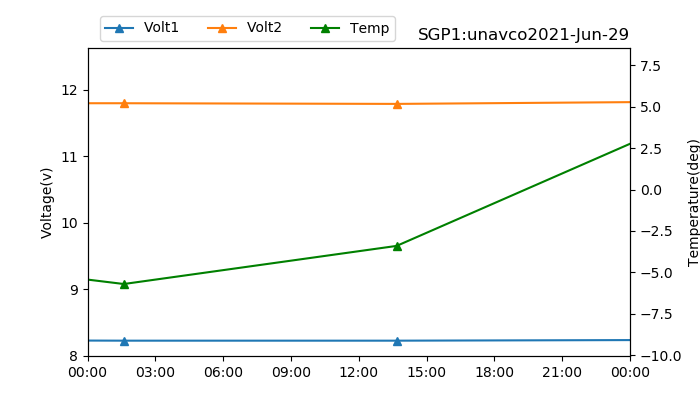 Volt1 Volt2 Temp
SGP1:unavco2021-Jun-29
Voltage(v)
12
11
10
9
8
7.5
5.0
2.5
0.0
−2.5
−5.0
−7.5
−10.0
Temperature(deg)
00:00 03:00 06:00 09:00 12:00 15:00 18:00 21:00 00:00